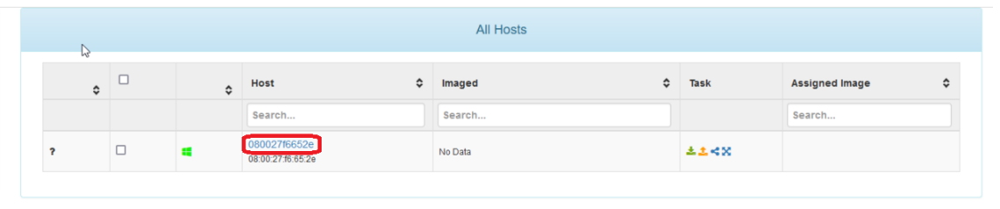 All Hosts
Host Imaged Task Assigned Image
Search... Search... Search...
? 080027f6652e No Data
08:00:27:f6:65:2e